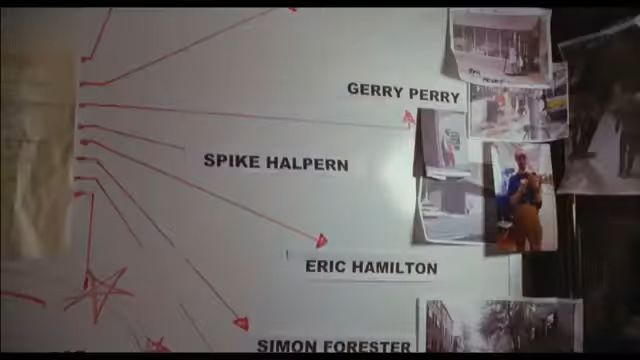 GERRY PERRY
SPIKE HALPERN
ERIC HAMILTON
SIMON FORESTER